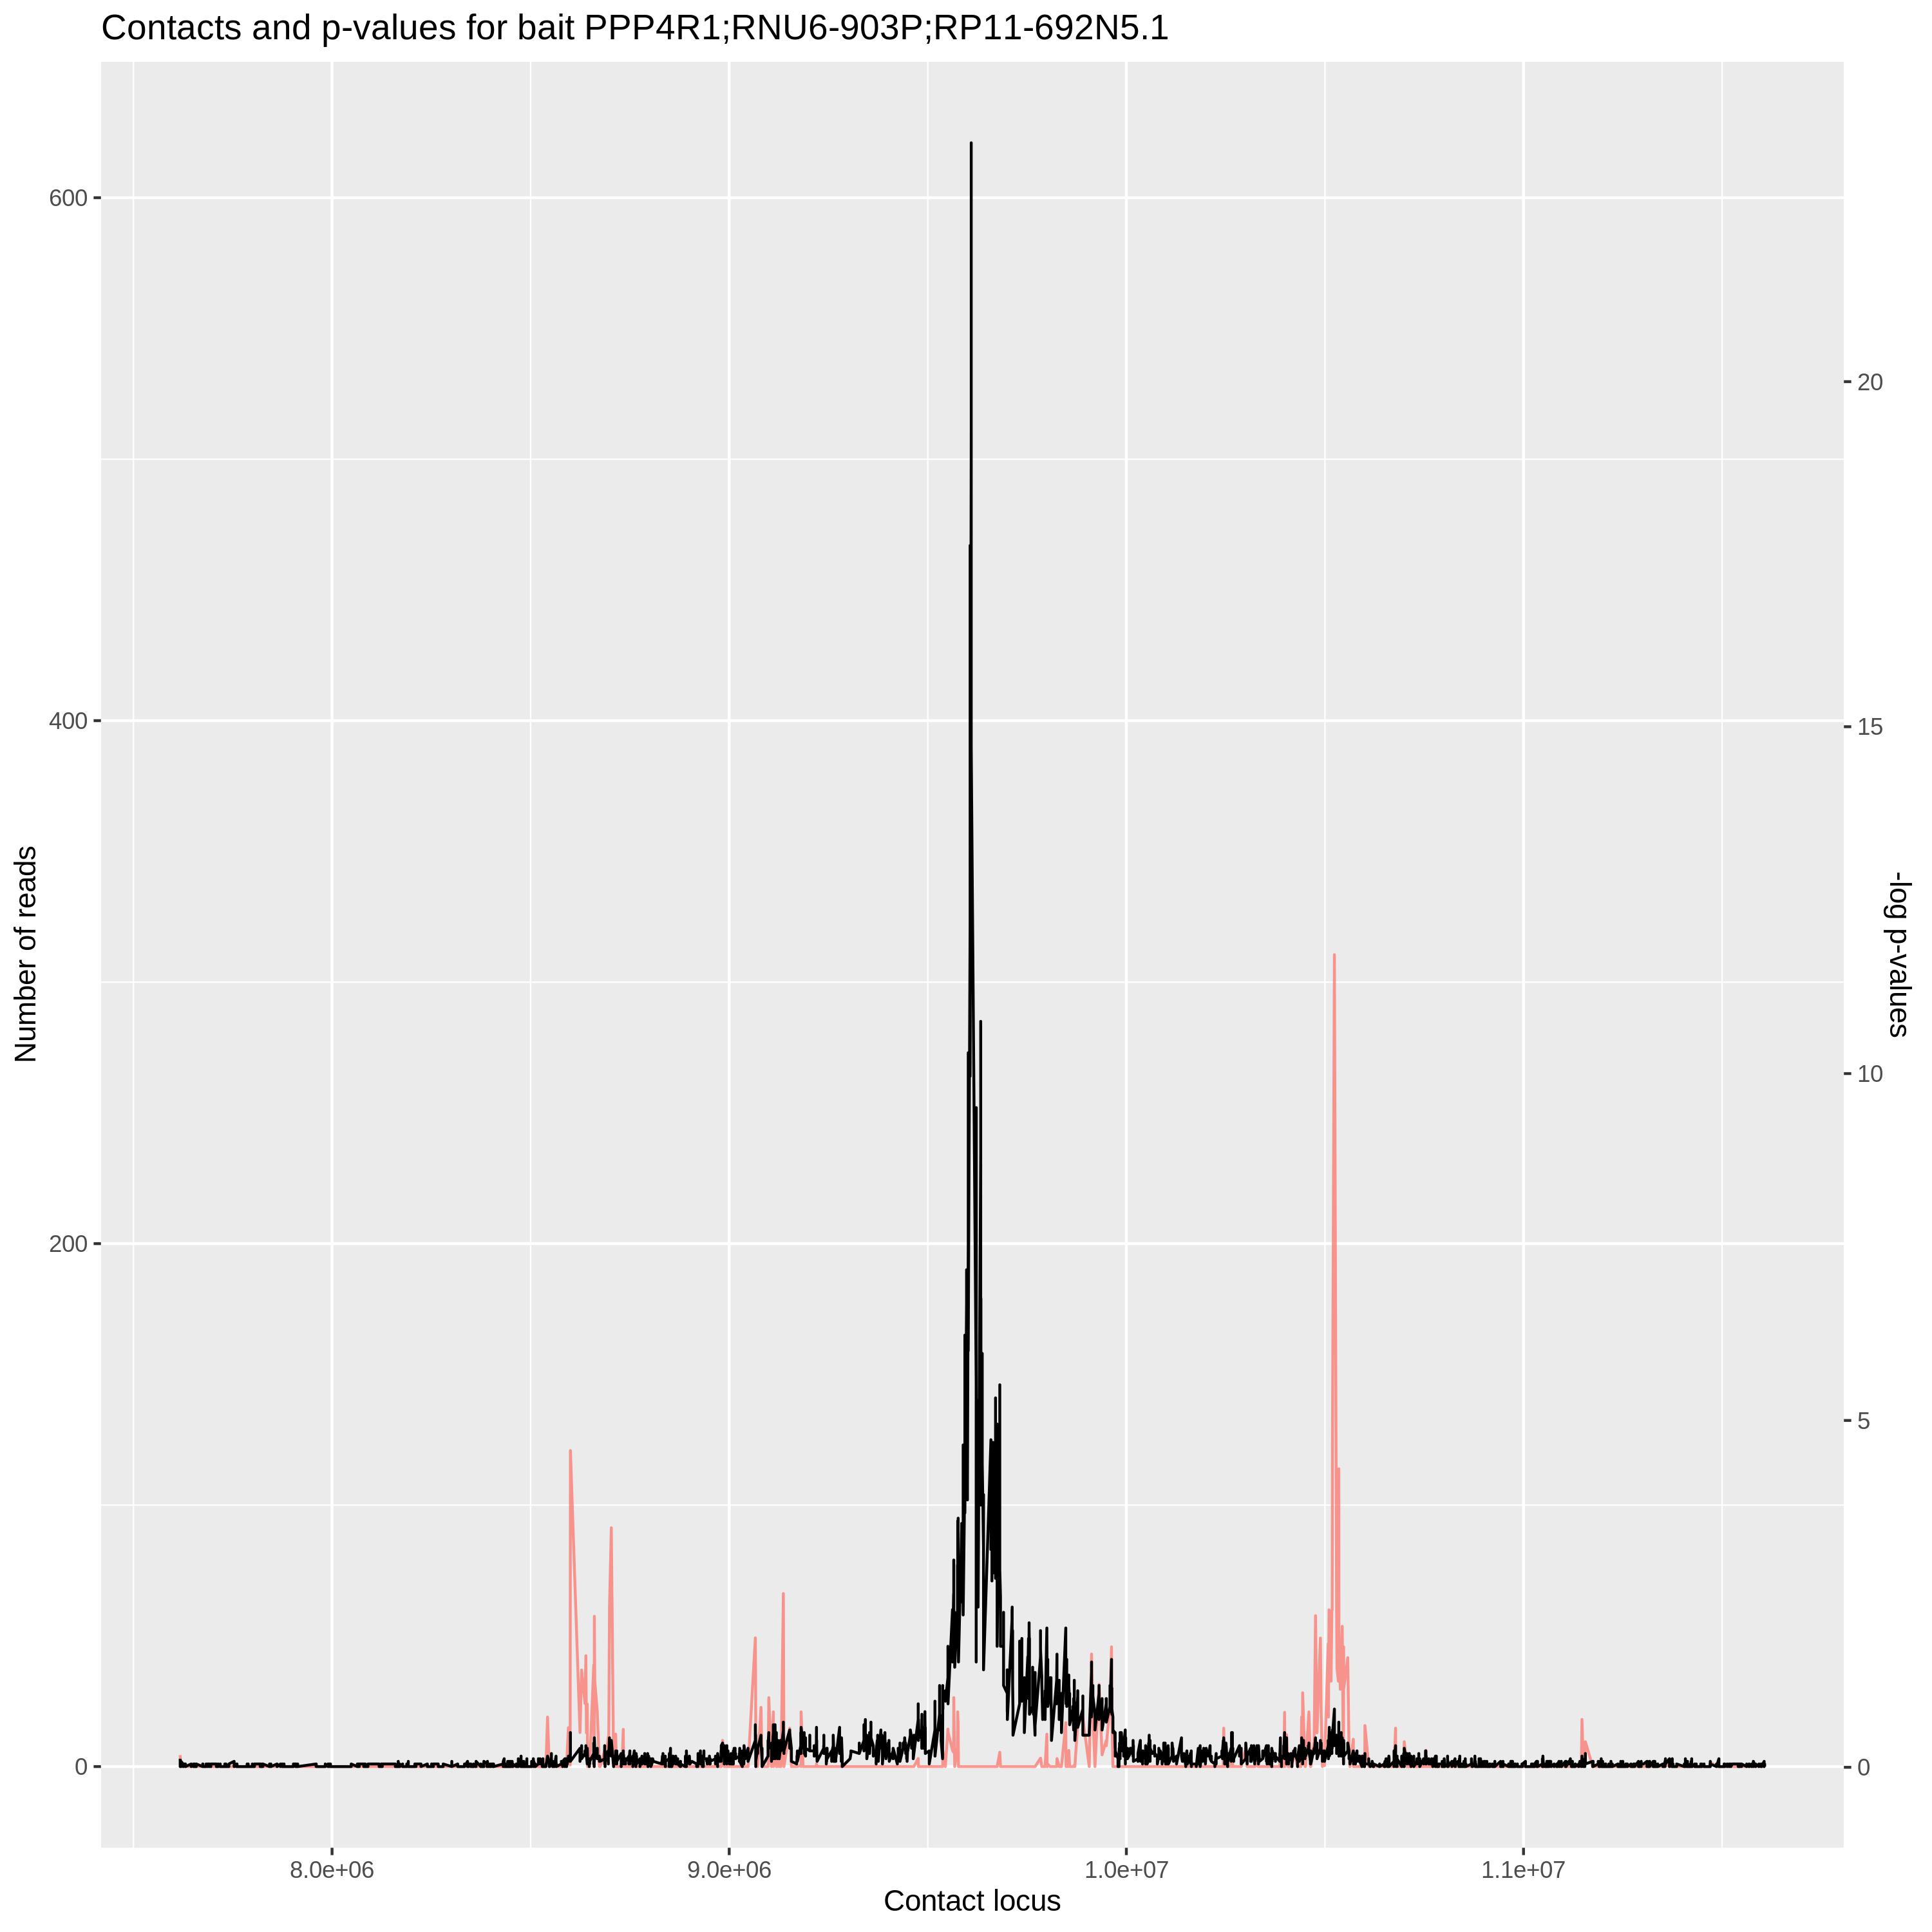 Contacts and p-values for bait PPP4R1;RNU6-903P;RP11-692N5.1
600
400
200
0
Number of reads
20
15
10
5
0
-log p-values
8.0e+06
9.0e+06
1.0e+07
1.1e+07
Contact locus